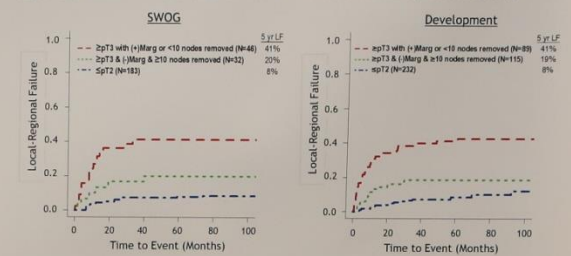 SWOG
5 yr LF
≥pT3 with (+)Marg or <10 nodes removed (N=46) 41%
≥pT3 & (-)Marg & ≥10 nodes removed (N=32) 20%
≤pT2 (N=183) 8%
Local-Regional Failure
1.0
0.8
0.6
0.4
0.2
0.0
0 20 40 60 80 100
Time to Event (Months)
Development
5 yr LF
≥pT3 with (+)Marg or <10 nodes removed (N=89) 41%
≥pT3 & (-)Marg & ≥10 nodes removed (N=115) 19%
≤pT2 (N=232) 8%
Local-Regional Failure
1.0
0.8
0.6
0.4
0.2
0.0
0 20 40 60 80 100
Time to Event (Months)